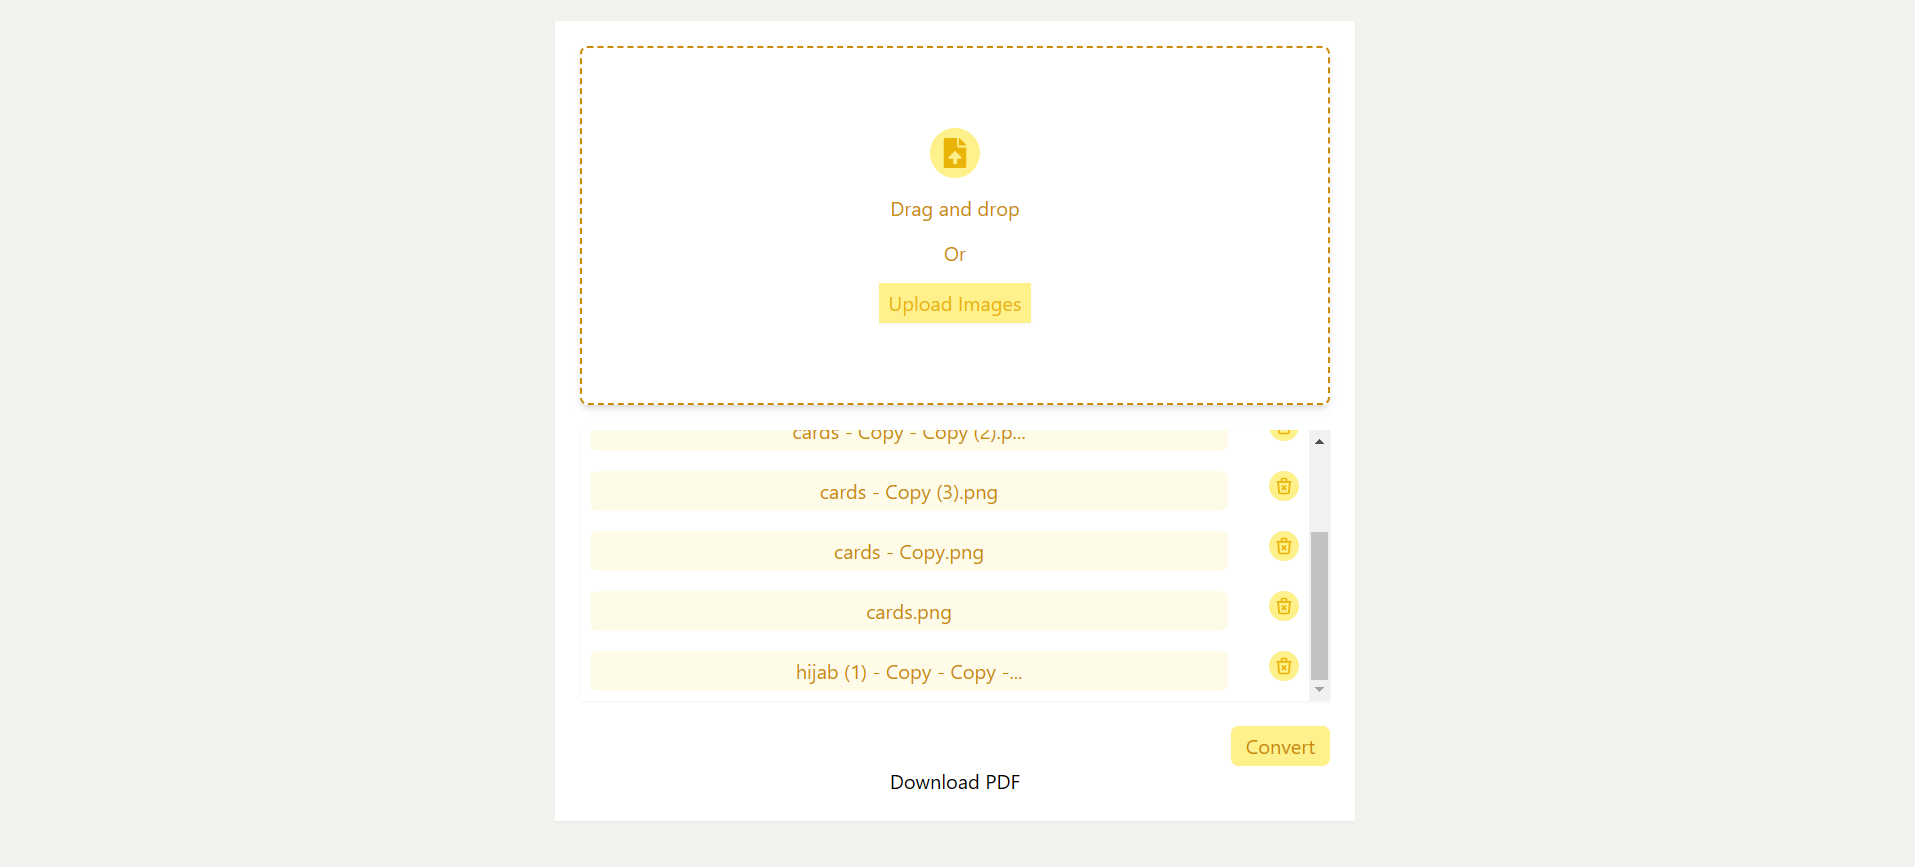 Drag and drop
Or
Upload Images
cards - Copy - Copy (2).p...
cards - Copy (3).png
cards - Copy.png
cards.png
hijab (1) - Copy - Copy -...
Convert
Download PDF